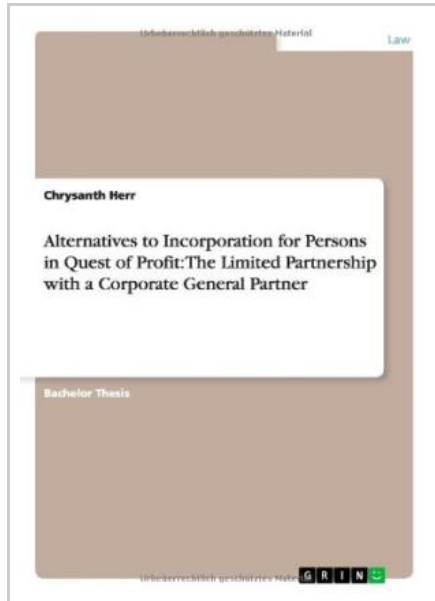 Urheberrechtlich geschütztes Material
Law
Chrysanth Herr
Alternatives to Incorporation for Persons
in Quest of Profit: The Limited Partnership
with a Corporate General Partner
Bachelor Thesis
Urheberrechtlich geschütztes Mate
GRIN